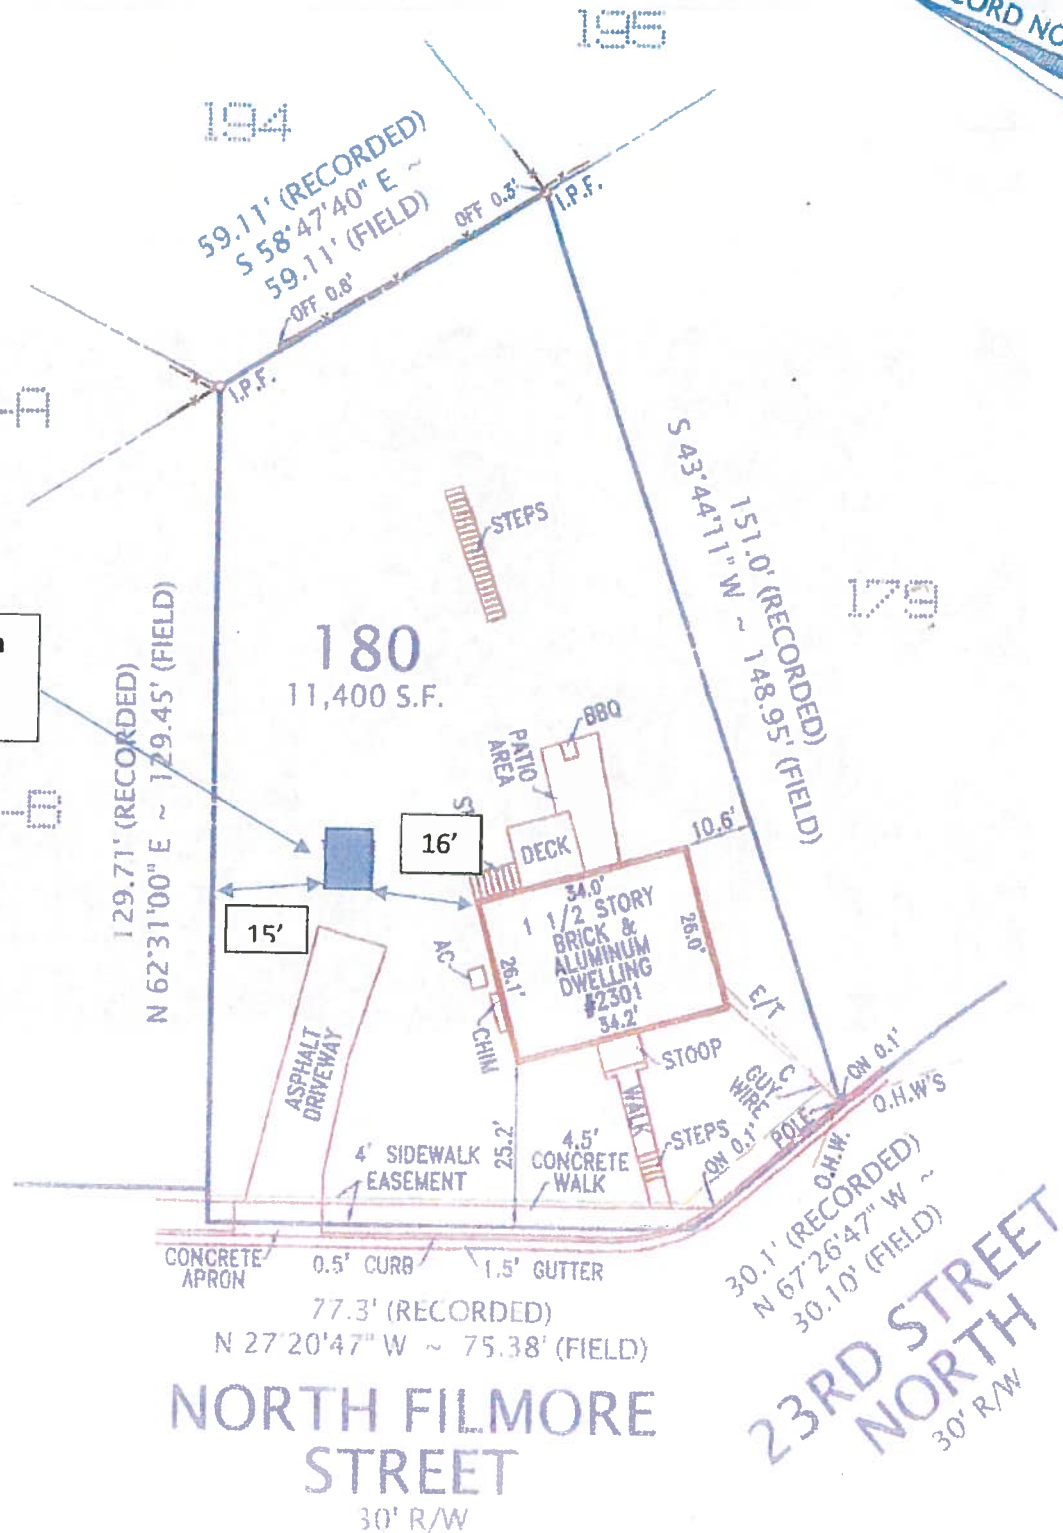 195
194
59.11' (RECORDED)
S 58°47'40" E ~
59.11' (FIELD)
OFF 0.3'
I.P.F.
OFF 0.8'
I.P.F.
-A
STEPS
S 43°44'11" W ~ 148.95' (FIELD)
151.0' (RECORDED)
179
180
11,400 S.F.
129.71' (RECORDED)
N 62°31'00" E ~ 129.45' (FIELD)
-B
BBQ
PATIO
AREA
16'
DECK
10.6'
15'
34.0'
1 1/2 STORY
BRICK &
ALUMINUM
DWELLING
#2301
34.2'
26.1'
26.0'
AC
CHIM
E/T
STOOP
ASPHALT
DRIVEWAY
WALK
C
GUY
WIRE
ON 0.1'
O.H.W'S
POLE
O.H.W.
STEPS
ON 0.1'
25.2'
4' SIDEWALK
EASEMENT
4.5'
CONCRETE
WALK
CONCRETE
APRON
0.5' CURB
1.5' GUTTER
77.3' (RECORDED)
N 27°20'47" W ~ 75.38' (FIELD)
30.1' (RECORDED)
N 67°26'47" W ~
30.10' (FIELD)
NORTH FILMORE
STREET
30' R/W
23RD STREET
NORTH
30' R/W